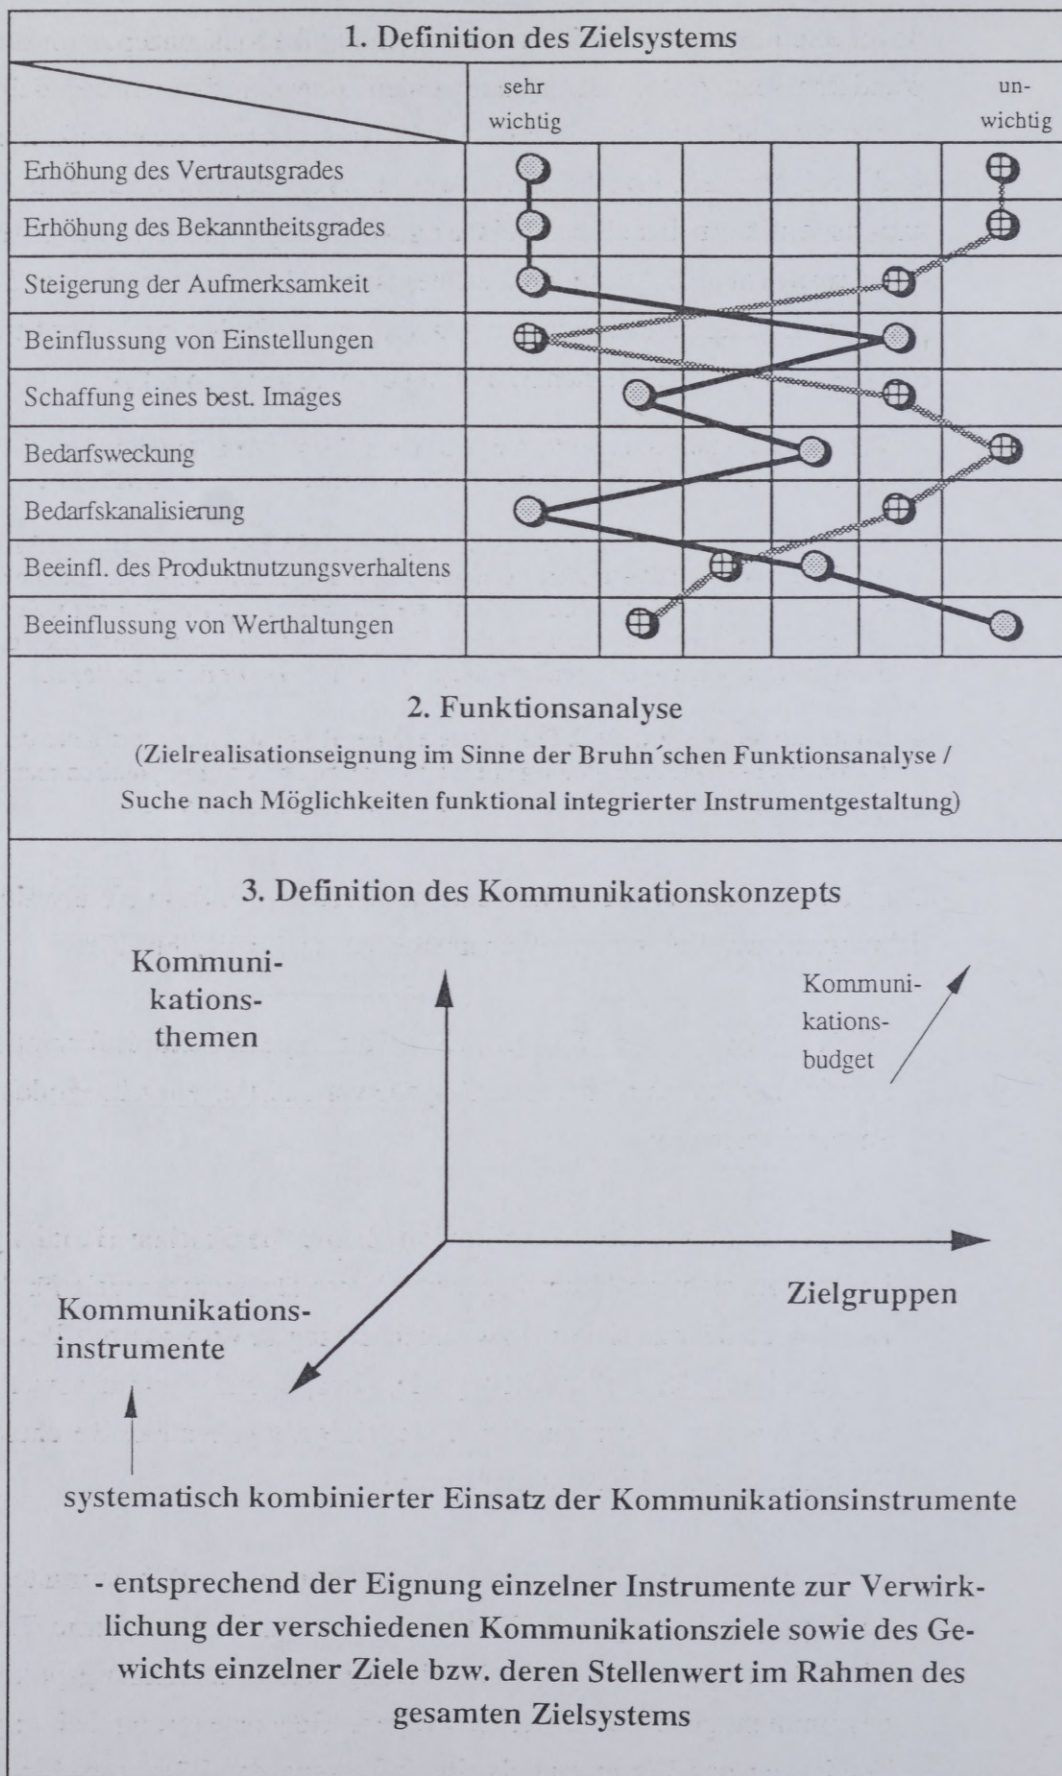 1. Definition des Zielsystems
sehr
wichtig
un-
wichtig
Erhöhung des Vertrautsgrades
Erhöhung des Bekanntheitsgrades
Steigerung der Aufmerksamkeit
Beinflussung von Einstellungen
Schaffung eines best. Images
Bedarfsweckung
Bedarfskanalisierung
Beeinfl. des Produktnutzungsverhaltens
Beeinflussung von Werthaltungen
2. Funktionsanalyse
(Zielrealisationseignung im Sinne der Bruhn´schen Funktionsanalyse /
Suche nach Möglichkeiten funktional integrierter Instrumentgestaltung)
3. Definition des Kommunikationskonzepts
Kommuni-
kations-
themen
Kommuni-
kations-
budget
Zielgruppen
Kommunikations-
instrumente
systematisch kombinierter Einsatz der Kommunikationsinstrumente
- entsprechend der Eignung einzelner Instrumente zur Verwirk-
lichung der verschiedenen Kommunikationsziele sowie des Ge-
wichts einzelner Ziele bzw. deren Stellenwert im Rahmen des
gesamten Zielsystems